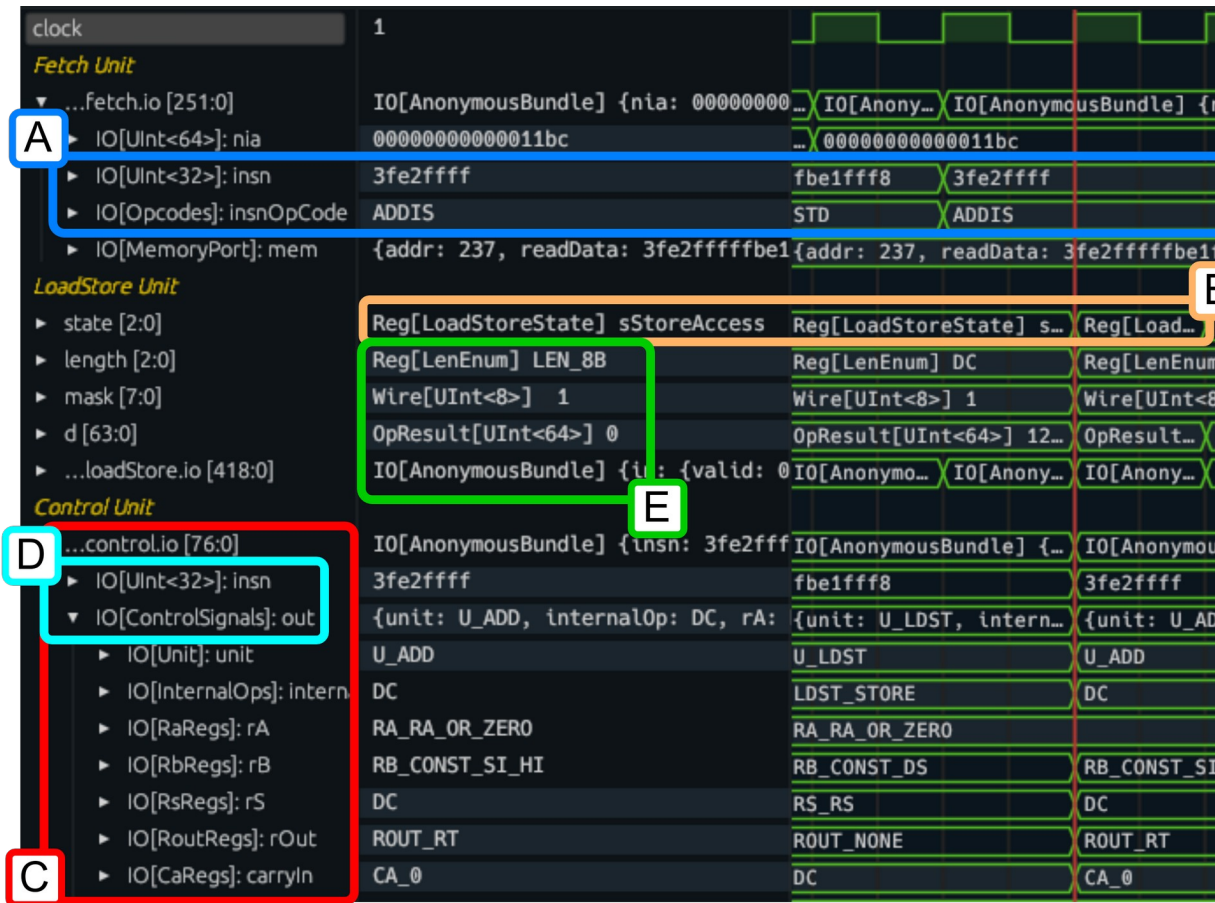 clock 1
Fetch Unit
▼ ...fetch.io [251:0] IO[AnonymousBundle] {nia: 00000000 …IO[Anony… IO[AnonymousBundle] {n
A
► IO[UInt<64>]: nia 00000000000011bc … 00000000000011bc
► IO[UInt<32>]: insn 3fe2ffff fbe1fff8 3fe2ffff
► IO[Opcodes]: insnOpCode ADDIS STD ADDIS
► IO[MemoryPort]: mem {addr: 237, readData: 3fe2fffffbe1 {addr: 237, readData: 3fe2fffffbe1f
LoadStore Unit
► state [2:0] Reg[LoadStoreState] sStoreAccess Reg[LoadStoreState] s… Reg[Load…
► length [2:0] Reg[LenEnum] LEN_8B Reg[LenEnum] DC Reg[LenEnum
► mask [7:0] Wire[UInt<8>] 1 Wire[UInt<8>] 1 Wire[UInt<8
► d [63:0] OpResult[UInt<64>] 0 OpResult[UInt<64>] 12… OpResult…
► ...loadStore.io [418:0] IO[AnonymousBundle] {in: {valid: 0 IO[Anonymo… IO[Anony… IO[Anony…
E
Control Unit
D
...control.io [76:0] IO[AnonymousBundle] {insn: 3fe2fff IO[AnonymousBundle] {… IO[Anonymou
► IO[UInt<32>]: insn 3fe2ffff fbe1fff8 3fe2ffff
▼ IO[ControlSignals]: out {unit: U_ADD, internalOp: DC, rA: {unit: U_LDST, intern… {unit: U_AD
► IO[Unit]: unit U_ADD U_LDST U_ADD
► IO[InternalOps]: intern DC LDST_STORE DC
► IO[RaRegs]: rA RA_RA_OR_ZERO RA_RA_OR_ZERO
► IO[RbRegs]: rB RB_CONST_SI_HI RB_CONST_DS RB_CONST_SI
► IO[RsRegs]: rS DC RS_RS DC
► IO[RoutRegs]: rOut ROUT_RT ROUT_NONE ROUT_RT
C
► IO[CaRegs]: carryIn CA_0 DC CA_0